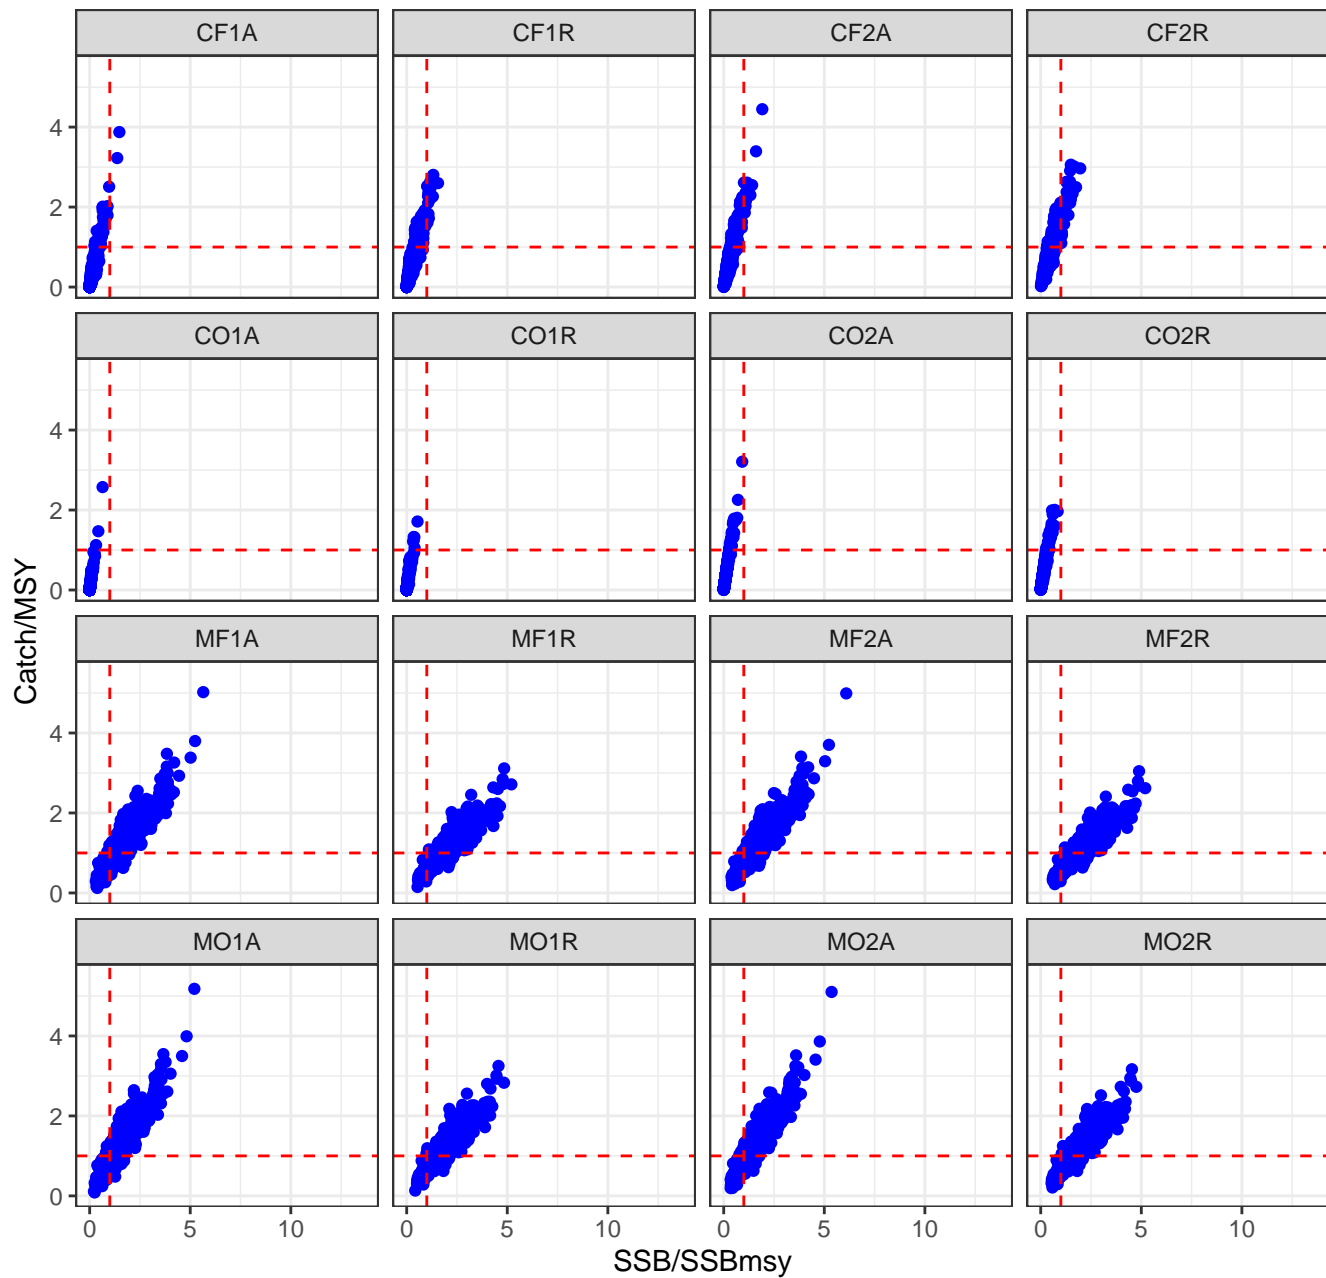 CF1A CF1R CF2A CF2R
4
2
0
CO1A CO1R CO2A CO2R
4
2
0
MF1A MF1R MF2A MF2R
4
2
0
MO1A MO1R MO2A MO2R
4
2
0
0 5 10 0 5 10 0 5 10 0 5 10
SSB/SSBmsy
Catch/MSY